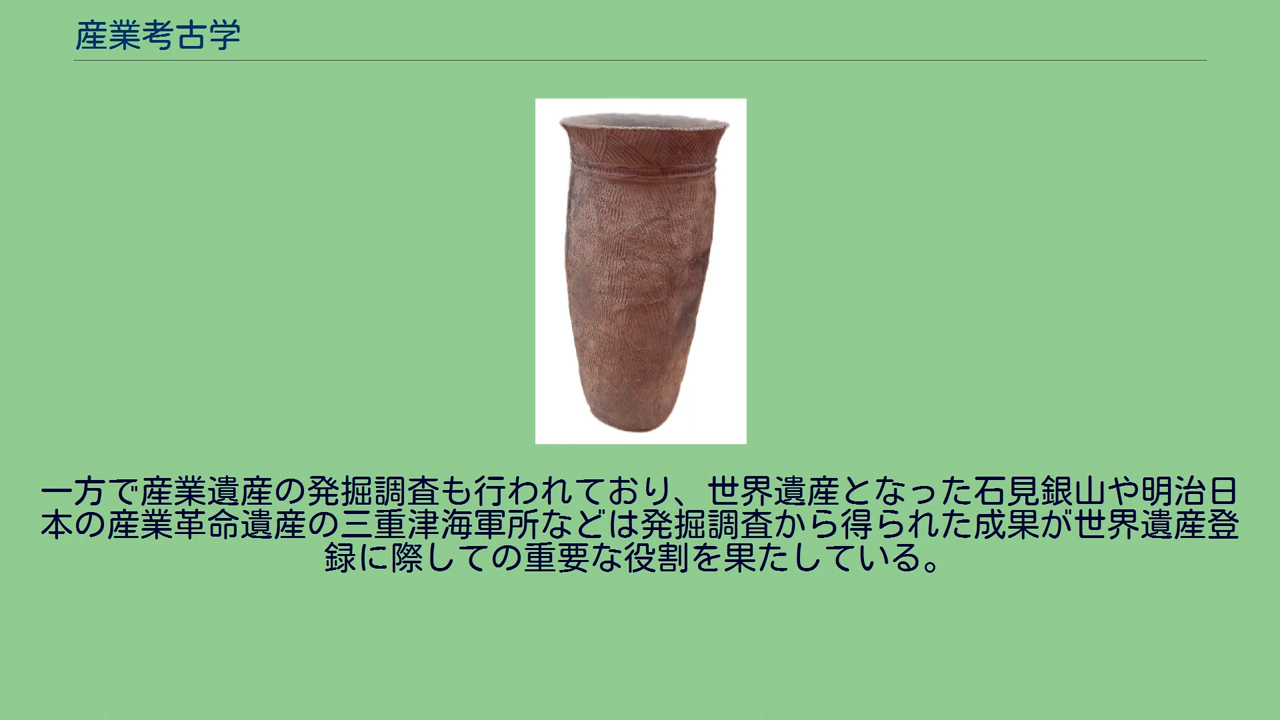 産業考古学
一方で産業遺産の発掘調査も行われており、世界遺産となった石見銀山や明治日
本の産業革命遺産の三重津海軍所などは発掘調査から得られた成果が世界遺産登
録に際しての重要な役割を果たしている。